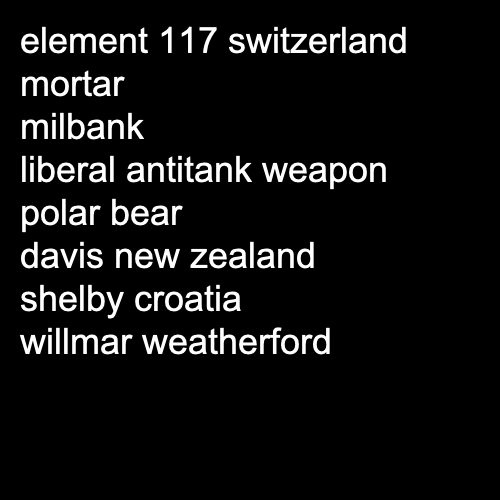 element 117 switzerland
mortar
milbank
liberal antitank weapon
polar bear
davis new zealand
shelby croatia
willmar weatherford